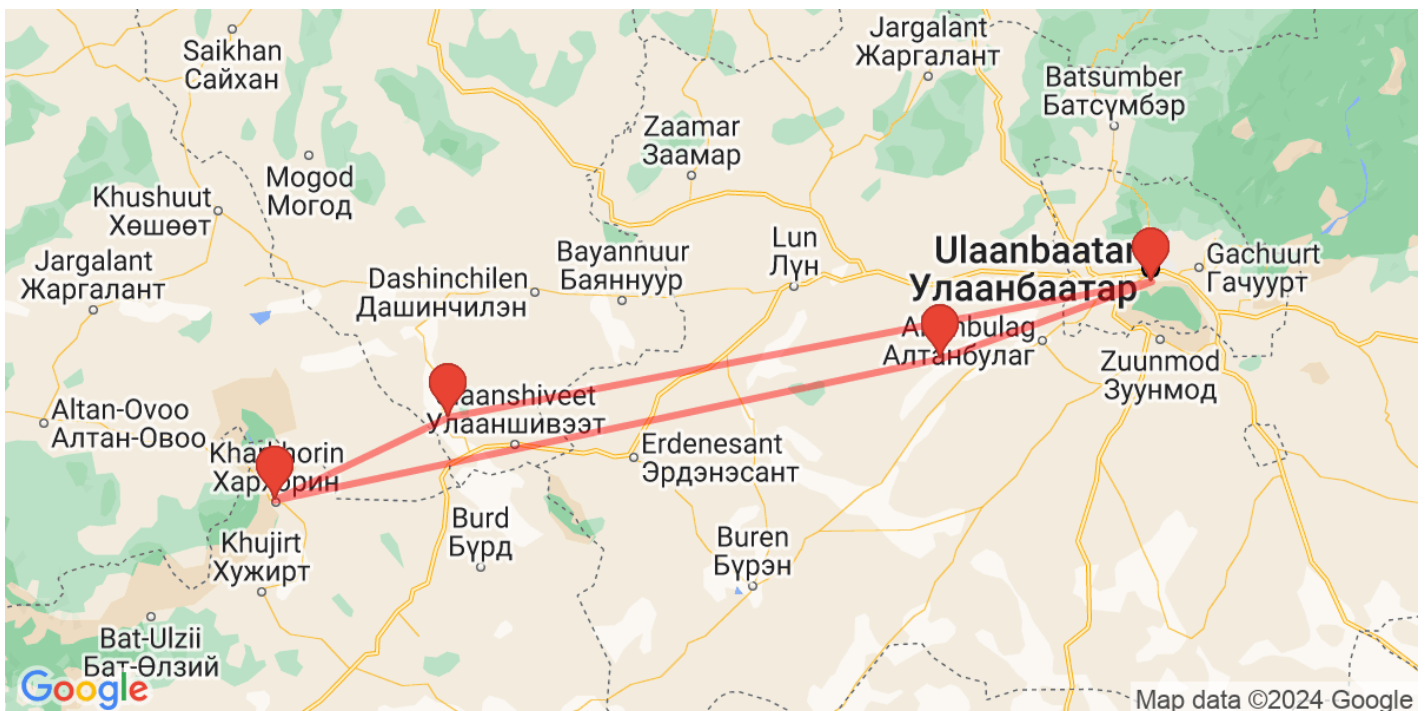 Saikhan
Сайхан
Jargalant
Жаргалант
Batsumber
Батсүмбэр
Zaamar
Заамар
Mogod
Могод
Khushuut
Хөшөөт
Jargalant
Жаргалант
Dashinchilen
Дашинчилэн
Bayannuur
Баяннуур
Lun
Лүн
Ulaanbaatar
Улаанбаатар
Gachuurt
Гачуурт
Алтанбулаг
Zuunmod
Зуунмод
Altan-Ovoo
Алтан-Овоо
Улааншивээт
Kharkhorin
Хархорин
Erdenesant
Эрдэнэсант
Khujirt
Хужирт
Burd
Бүрд
Buren
Бүрэн
Bat-Ulzii
Бат-Өлзий
Google
Map data ©2024 Google